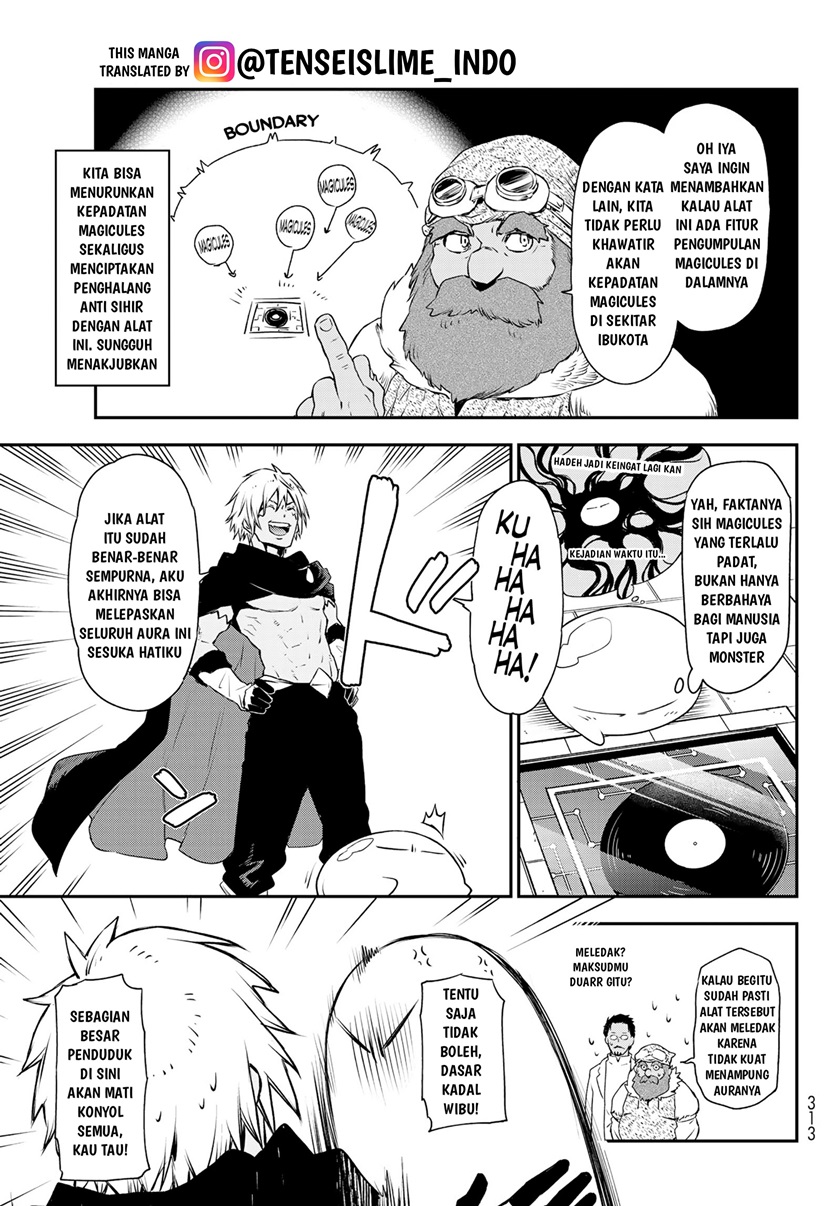 THIS MANGA
TRANSLATED BY
@TENSEISLIME_INDO
OH IYA
SAYA INGIN
MENAMBAHKAN
KALAU ALAT
INI ADA FITUR
PENGUMPULAN
MAGICULES DI
DALAMNYA
DENGAN KATA
LAIN, KITA
TIDAK PERLU
KHAWATIR
AKAN
KEPADATAN
MAGICULES
DI SEKITAR
IBUKOTA
BOUNDARY
MAGICULES
MAGICULES
MAGICULES
MAGICULES
KITA BISA
MENURUNKAN
KEPADATAN
MAGICULES
SEKALIGUS
MENCIPTAKAN
PENGHALANG
ANTI SIHIR
DENGAN ALAT
INI. SUNGGUH
MENAKJUBKAN
HADEH JADI KEINGAT LAGI KAN
KEJADIAN WAKTU ITU...
YAH, FAKTANYA
SIH MAGICULES
YANG TERLALU
PADAT,
BUKAN HANYA
BERBAHAYA
BAGI MANUSIA
TAPI JUGA
MONSTER
KU
HA
HA
HA
HA
HA!
ドドン
JIKA ALAT
ITU SUDAH
BENAR-BENAR
SEMPURNA, AKU
AKHIRNYA BISA
MELEPASKAN
SELURUH AURA INI
SESUKA HATIKU
KALAU BEGITU
SUDAH PASTI
ALAT TERSEBUT
AKAN MELEDAK
KARENA
TIDAK KUAT
MENAMPUNG
AURANYA
MELEDAK?
MAKSUDMU
DUARR GITU?
TENTU
SAJA
TIDAK
BOLEH,
DASAR
KADAL
WIBU!
SEBAGIAN
BESAR
PENDUDUK
DI SINI
AKAN MATI
KONYOL
SEMUA,
KAU TAU!
313